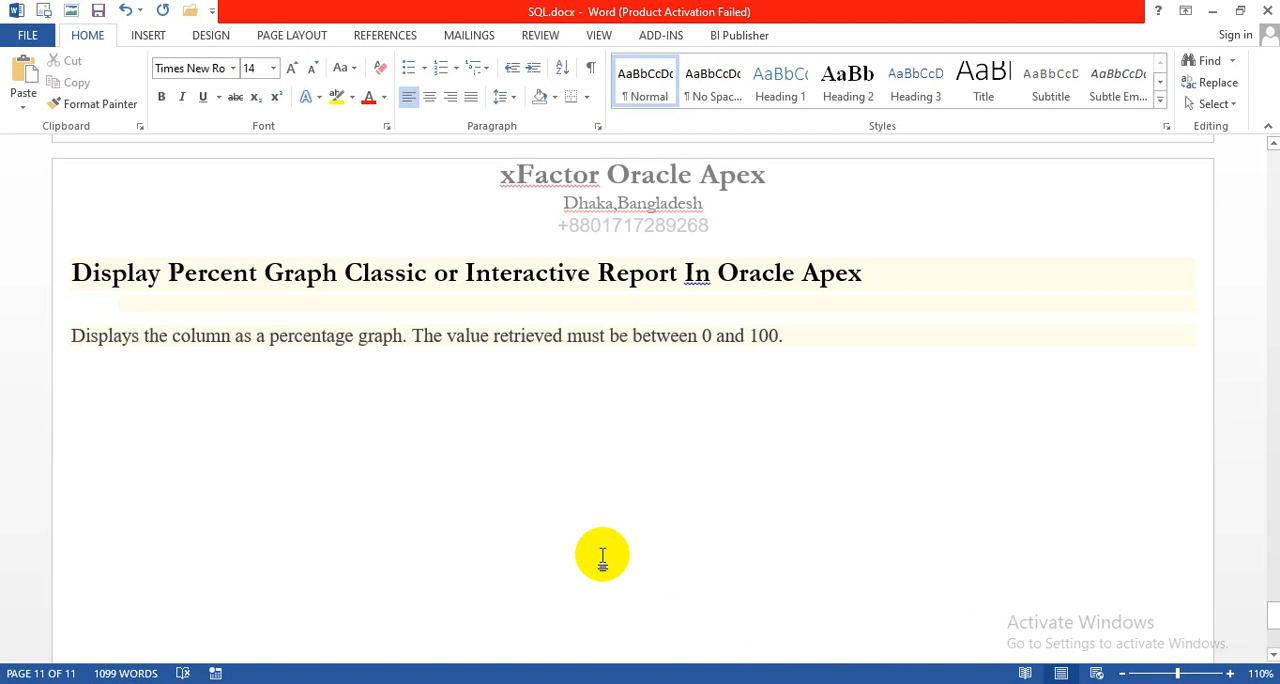 SQL.docx - Word (Product Activation Failed)
FILE HOME INSERT DESIGN PAGE LAYOUT REFERENCES MAILINGS REVIEW VIEW ADD-INS BI Publisher Sign in
Paste
Cut
Copy
Format Painter
Clipboard
Times New Ro 14
Font
Paragraph
AaBbCcDc AaBbCcDc AaBbCc AaBb AaBbCcD AaBl AaBbCcD AaBbCcDc
¶ Normal ¶ No Spac... Heading 1 Heading 2 Heading 3 Title Subtitle Subtle Em...
Styles
Find
Replace
Select
Editing
xFactor Oracle Apex
Dhaka,Bangladesh
+8801717289268
Display Percent Graph Classic or Interactive Report In Oracle Apex
Displays the column as a percentage graph. The value retrieved must be between 0 and 100.
Activate Windows
Go to Settings to activate Windows.
PAGE 11 OF 11 1099 WORDS 110%